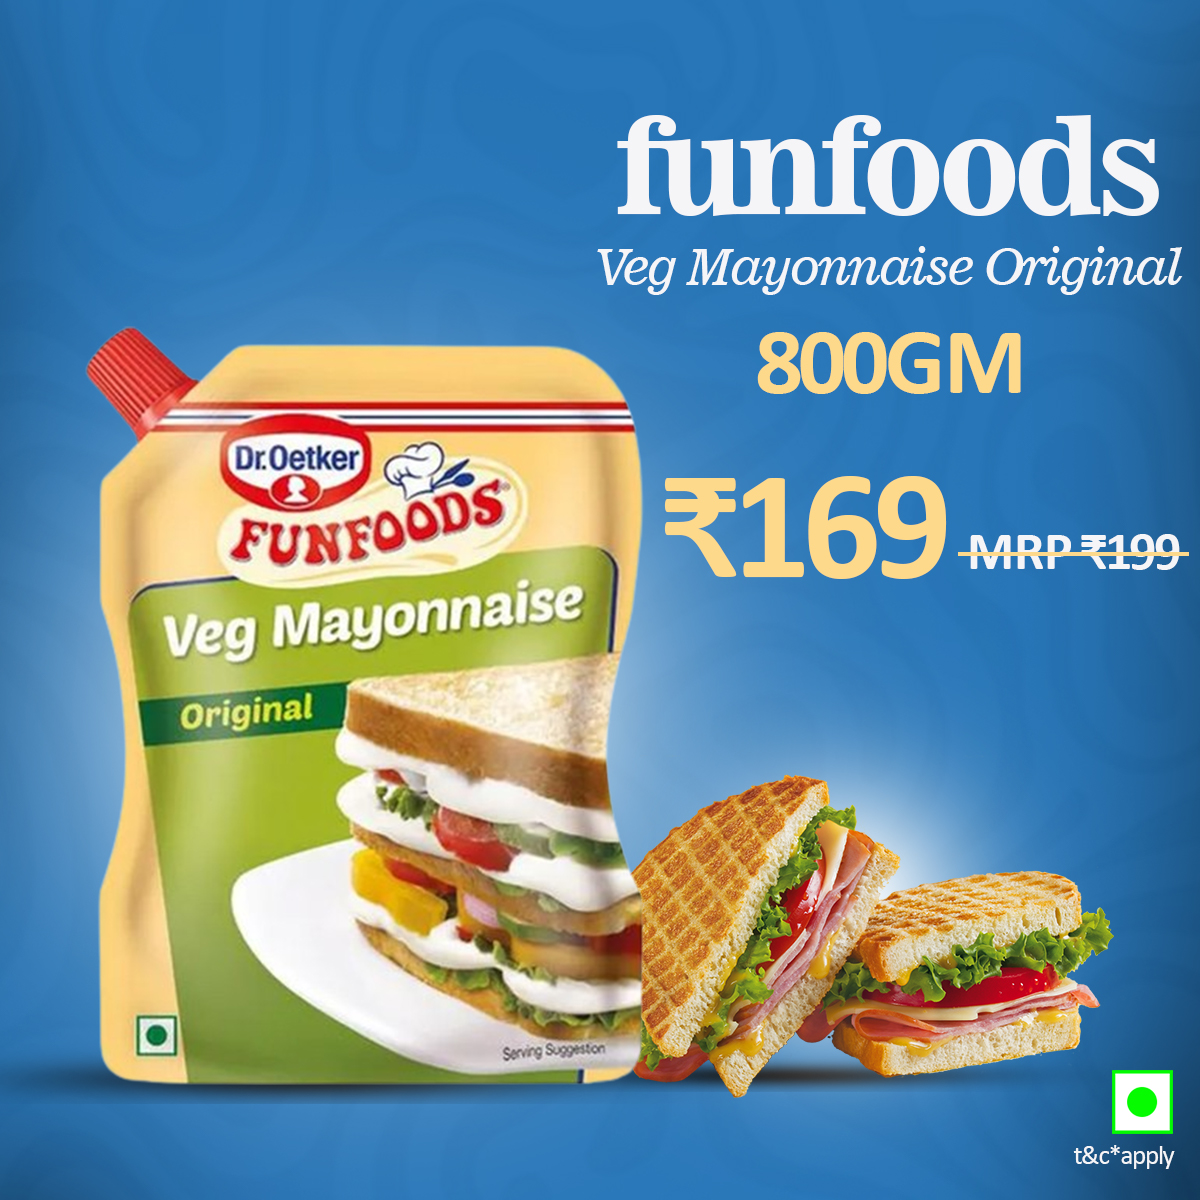 funfoods
Veg Mayonnaise Original
800GM
₹169 MRP ₹199
Dr.Oetker
FUNFOODS
Veg Mayonnaise
Original
Serving Suggestion
t&c*apply